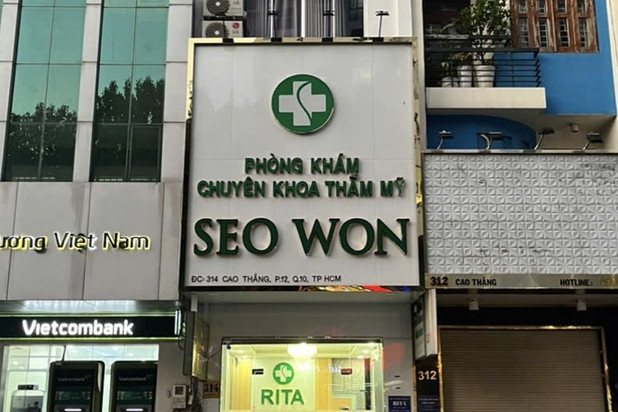 PHÒNG KHÁM
CHUYÊN KHOA THẨM MỸ
SEO WON
ĐC: 314 CAO THẮNG, P.12, Q.10, TP HCM
ương Việt Nam
Vietcombank
312 CAO THẮNG HOTLINE:
RITA
312